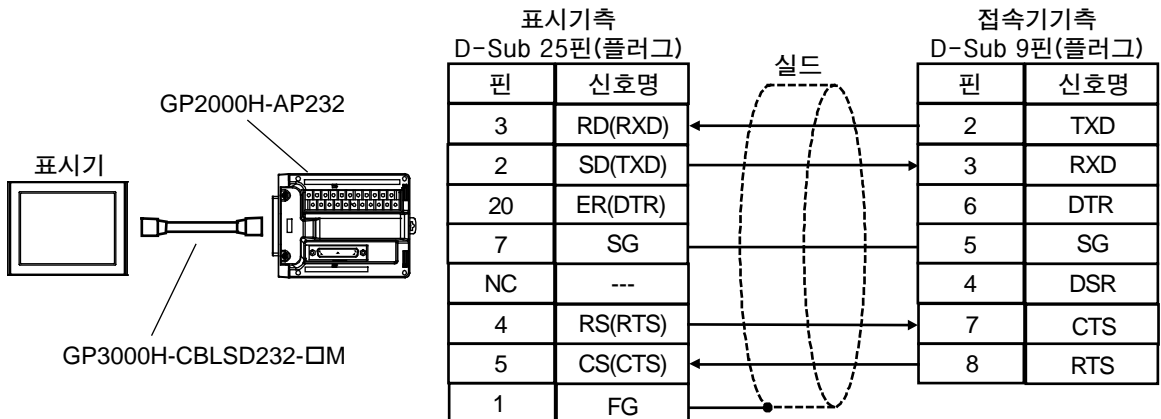 표시기측
D-Sub 25핀(플러그)
접속기기측
D-Sub 9핀(플러그)
실드
핀 신호명
핀 신호명
GP2000H-AP232
표시기
GP3000H-CBLSD232-□M
3 RD(RXD) 2 TXD
2 SD(TXD) 3 RXD
20 ER(DTR) 6 DTR
7 SG 5 SG
NC --- 4 DSR
4 RS(RTS) 7 CTS
5 CS(CTS) 8 RTS
1 FG